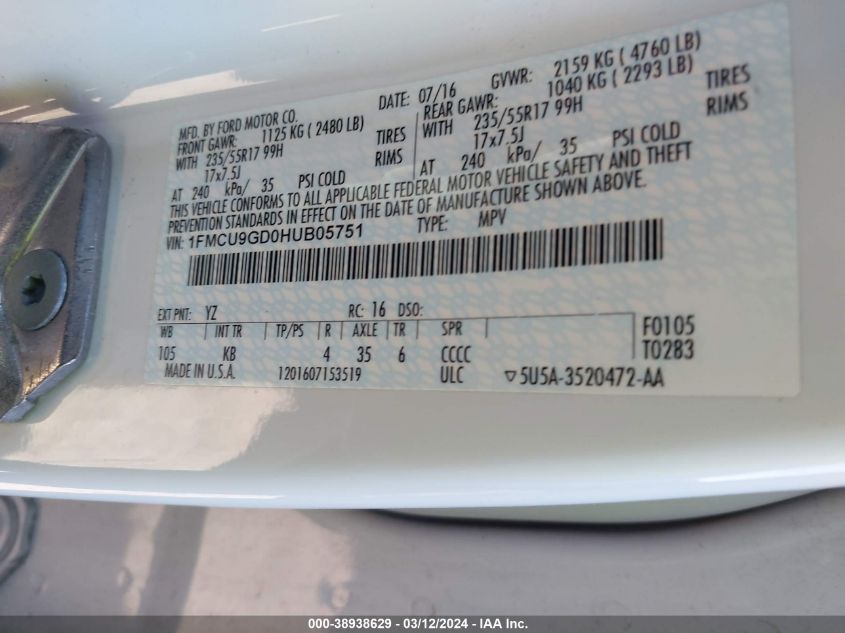 MFD. BY FORD MOTOR CO.
DATE: 07/16 GVWR: 2159 KG ( 4760 LB)
FRONT GAWR: 1125 KG ( 2480 LB)
REAR GAWR: 1040 KG ( 2293 LB)
WITH 235/55R17 99H TIRES
WITH 235/55R17 99H TIRES
17x7.5J RIMS
17x7.5J RIMS
AT 240 kPa/ 35 PSI COLD
AT 240 kPa/ 35 PSI COLD
THIS VEHICLE CONFORMS TO ALL APPLICABLE FEDERAL MOTOR VEHICLE SAFETY AND THEFT
PREVENTION STANDARDS IN EFFECT ON THE DATE OF MANUFACTURE SHOWN ABOVE.
VIN: 1FMCU9GD0HUB05751 TYPE: MPV
EXT PNT: YZ RC: 16 DSO:
WB INT TR TP/PS R AXLE TR SPR F0105
105 KB 4 35 6 CCCC T0283
MADE IN U.S.A. 1201607153519 ULC ▽5U5A-3520472-AA
000-38938629 - 03/12/2024 - IAA Inc.